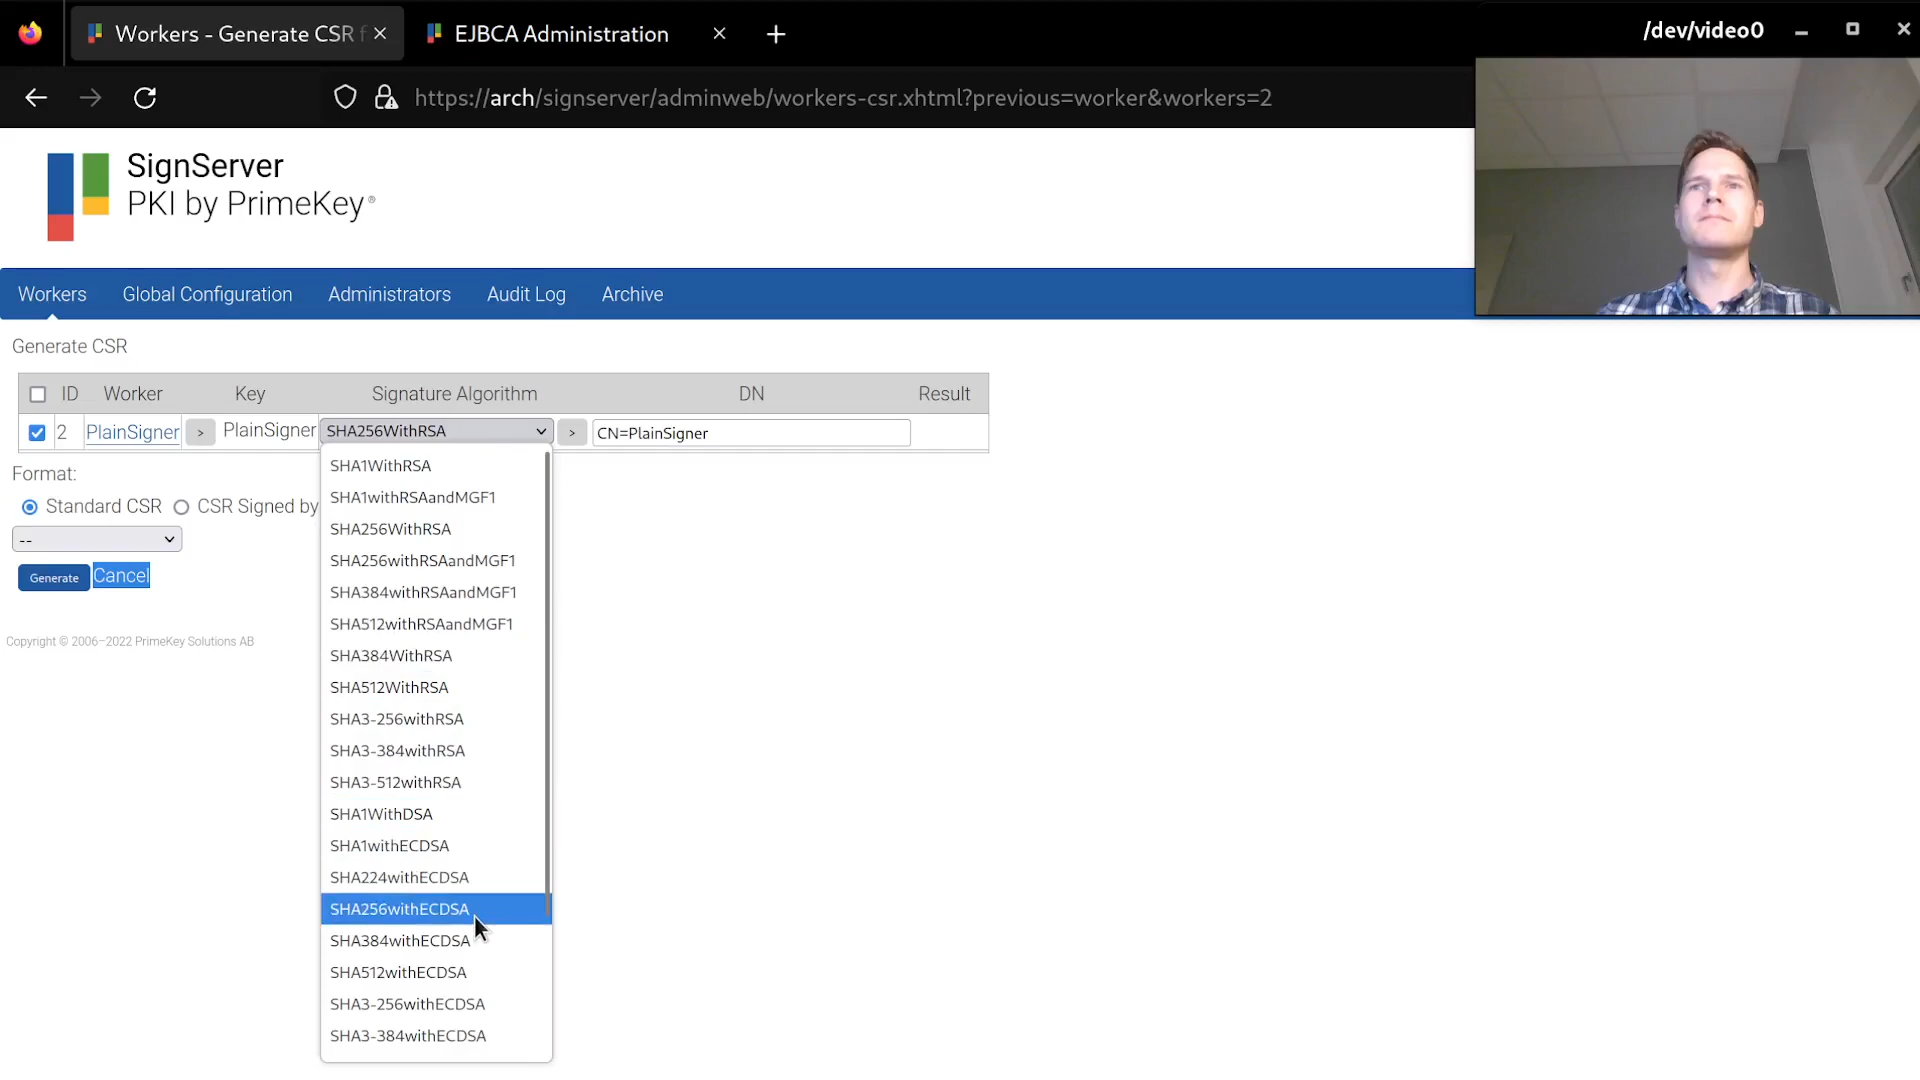 Workers - Generate CSR f
EJBCA Administration
/dev/video0
https://arch/signserver/adminweb/workers-csr.xhtml?previous=worker&workers=2
SignServer
PKI by PrimeKey®
Workers Global Configuration Administrators Audit Log Archive
Generate CSR
ID Worker Key Signature Algorithm DN Result
2 PlainSigner > PlainSigner SHA256WithRSA > CN=PlainSigner
SHA1WithRSA
SHA1withRSAandMGF1
SHA256WithRSA
SHA256withRSAandMGF1
SHA384withRSAandMGF1
SHA512withRSAandMGF1
SHA384WithRSA
SHA512WithRSA
SHA3-256withRSA
SHA3-384withRSA
SHA3-512withRSA
SHA1WithDSA
SHA1withECDSA
SHA224withECDSA
SHA256withECDSA
SHA384withECDSA
SHA512withECDSA
SHA3-256withECDSA
SHA3-384withECDSA
Format:
Standard CSR CSR Signed by
--
Generate Cancel
Copyright © 2006–2022 PrimeKey Solutions AB